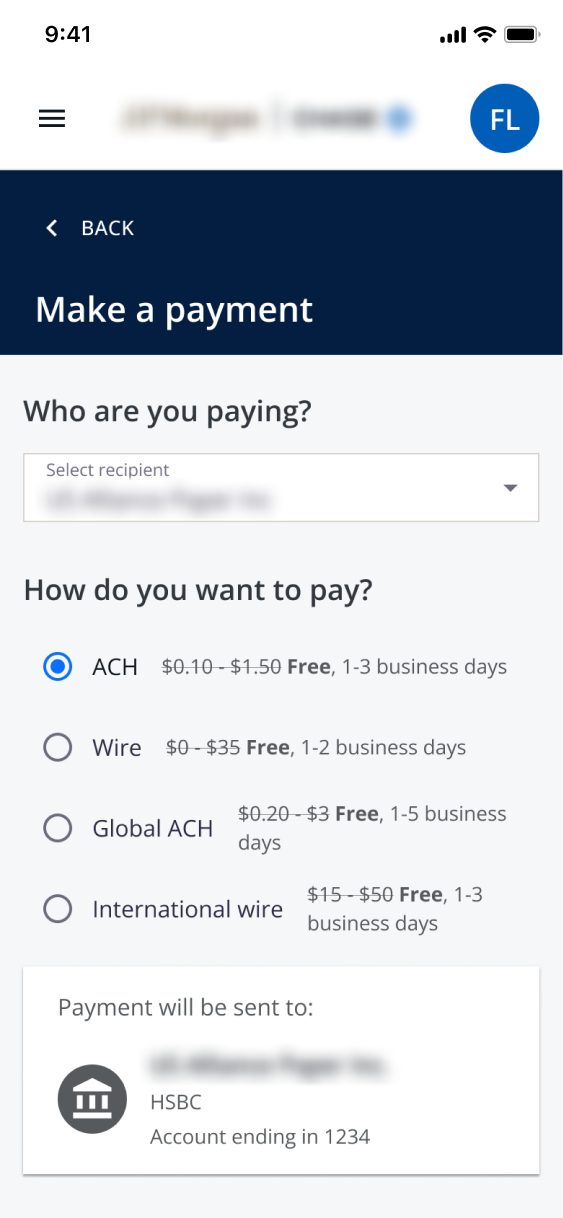 9:41
FL
BACK
Make a payment
Who are you paying?
Select recipient
How do you want to pay?
ACH $0.10 - $1.50 Free, 1-3 business days
Wire $0 - $35 Free, 1-2 business days
Global ACH $0.20 - $3 Free, 1-5 business
days
International wire $15 - $50 Free, 1-3
business days
Payment will be sent to:
HSBC
Account ending in 1234